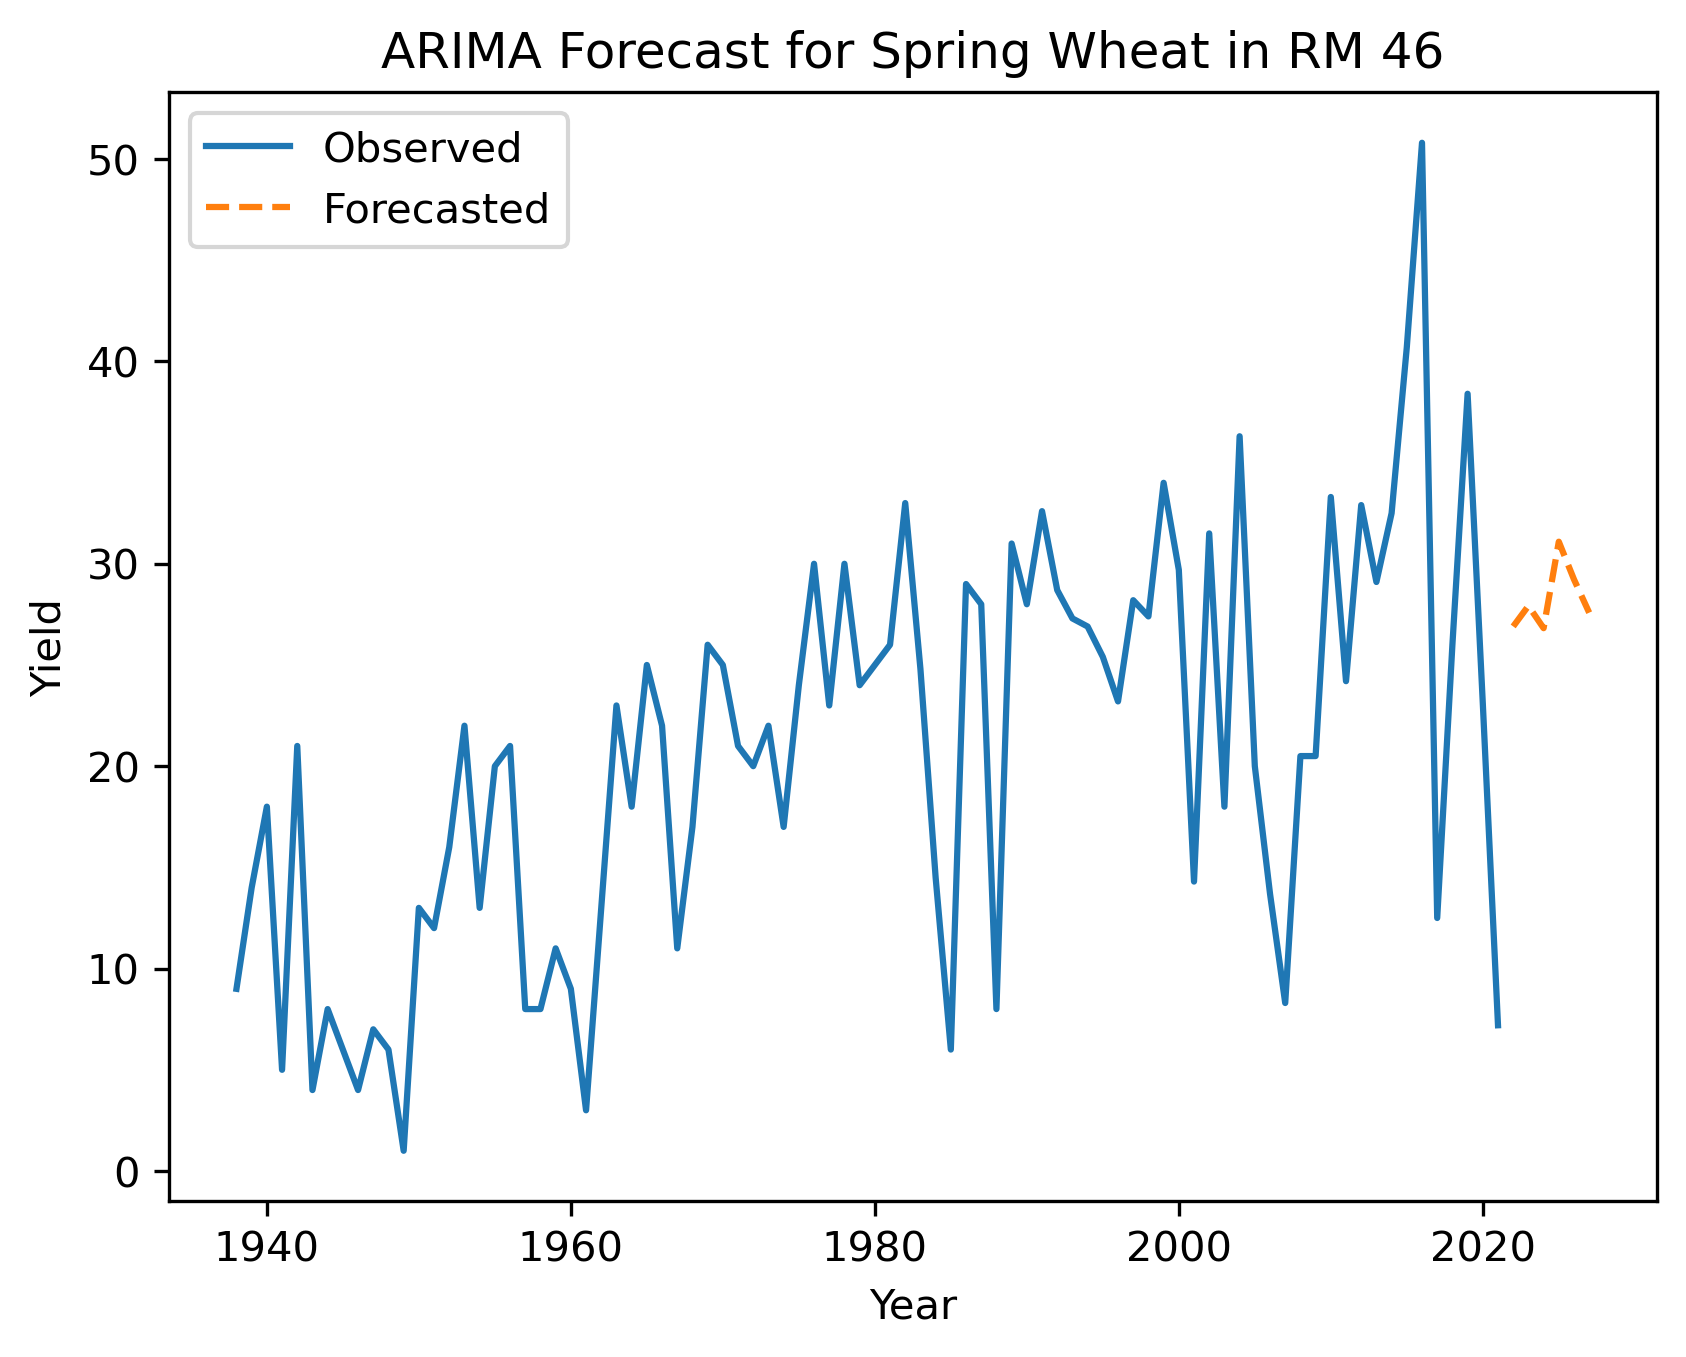 ARIMA Forecast for Spring Wheat in RM 46
Observed
Forecasted
Yield
50
40
30
20
10
0
1940 1960 1980 2000 2020
Year